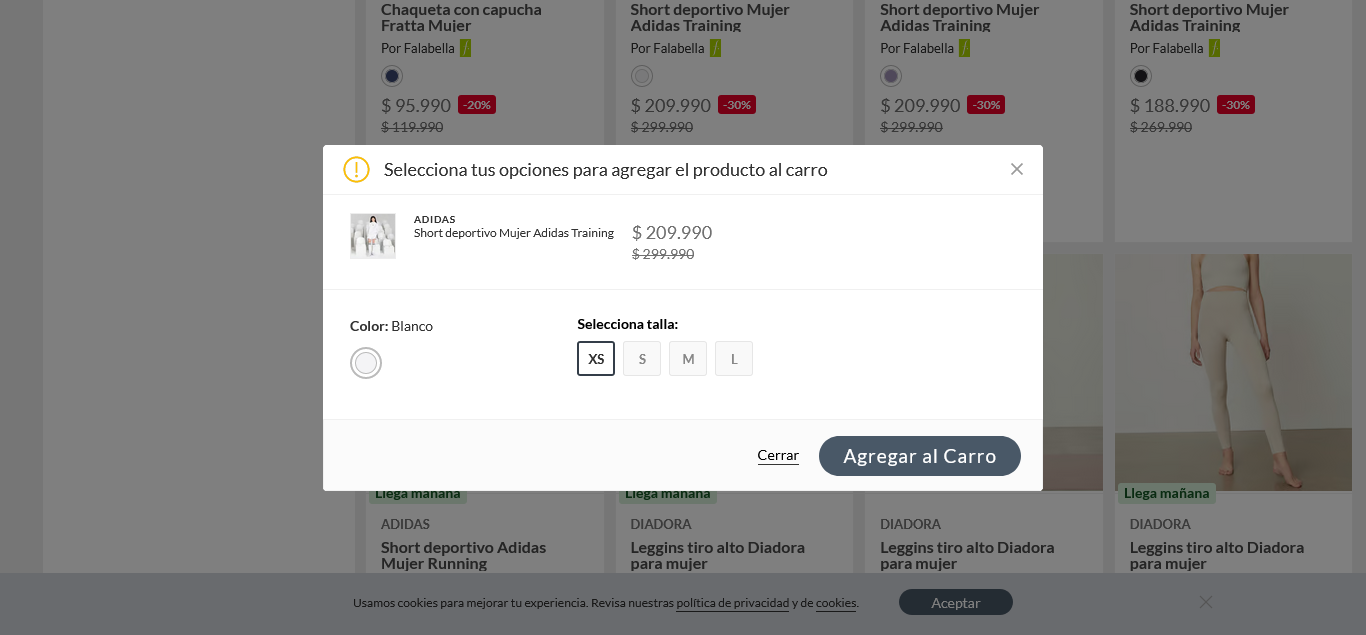 Chaqueta con capucha
Fratta Mujer
Por Falabella
$ 95.990 -20%
$ 119.990
Short deportivo Mujer
Adidas Training
Por Falabella
$ 209.990 -30%
$ 299.990
Short deportivo Mujer
Adidas Training
Por Falabella
$ 209.990 -30%
$ 299.990
Short deportivo Mujer
Adidas Training
Por Falabella
$ 188.990 -30%
$ 269.990
Selecciona tus opciones para agregar el producto al carro
ADIDAS
Short deportivo Mujer Adidas Training
$ 209.990
$ 299.990
Color: Blanco
Selecciona talla:
XS S M L
Cerrar
Agregar al Carro
Llega mañana
ADIDAS
Short deportivo Adidas
Mujer Running
Llega mañana
DIADORA
Leggins tiro alto Diadora
para mujer
DIADORA
Leggins tiro alto Diadora
para mujer
Llega mañana
DIADORA
Leggins tiro alto Diadora
para mujer
Usamos cookies para mejorar tu experiencia. Revisa nuestras política de privacidad y de cookies.
Aceptar